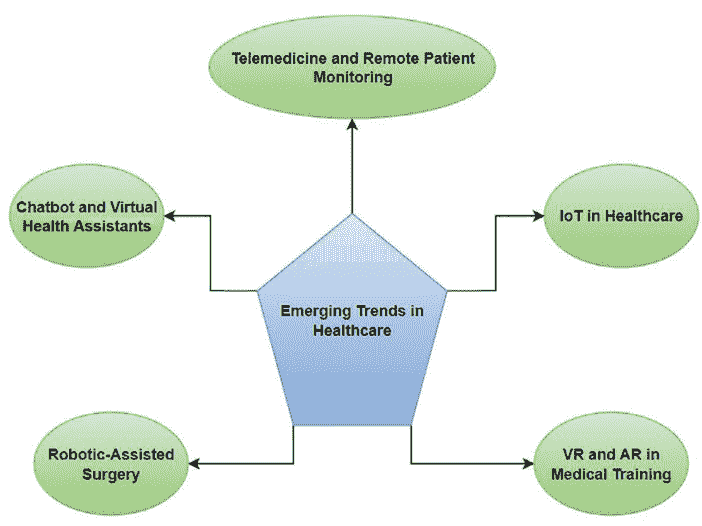 Telemedicine and Remote Patient
Monitoring
Chatbot and Virtual
Health Assistants
IoT in Healthcare
Emerging Trends in
Healthcare
Robotic-Assisted
Surgery
VR and AR in
Medical Training